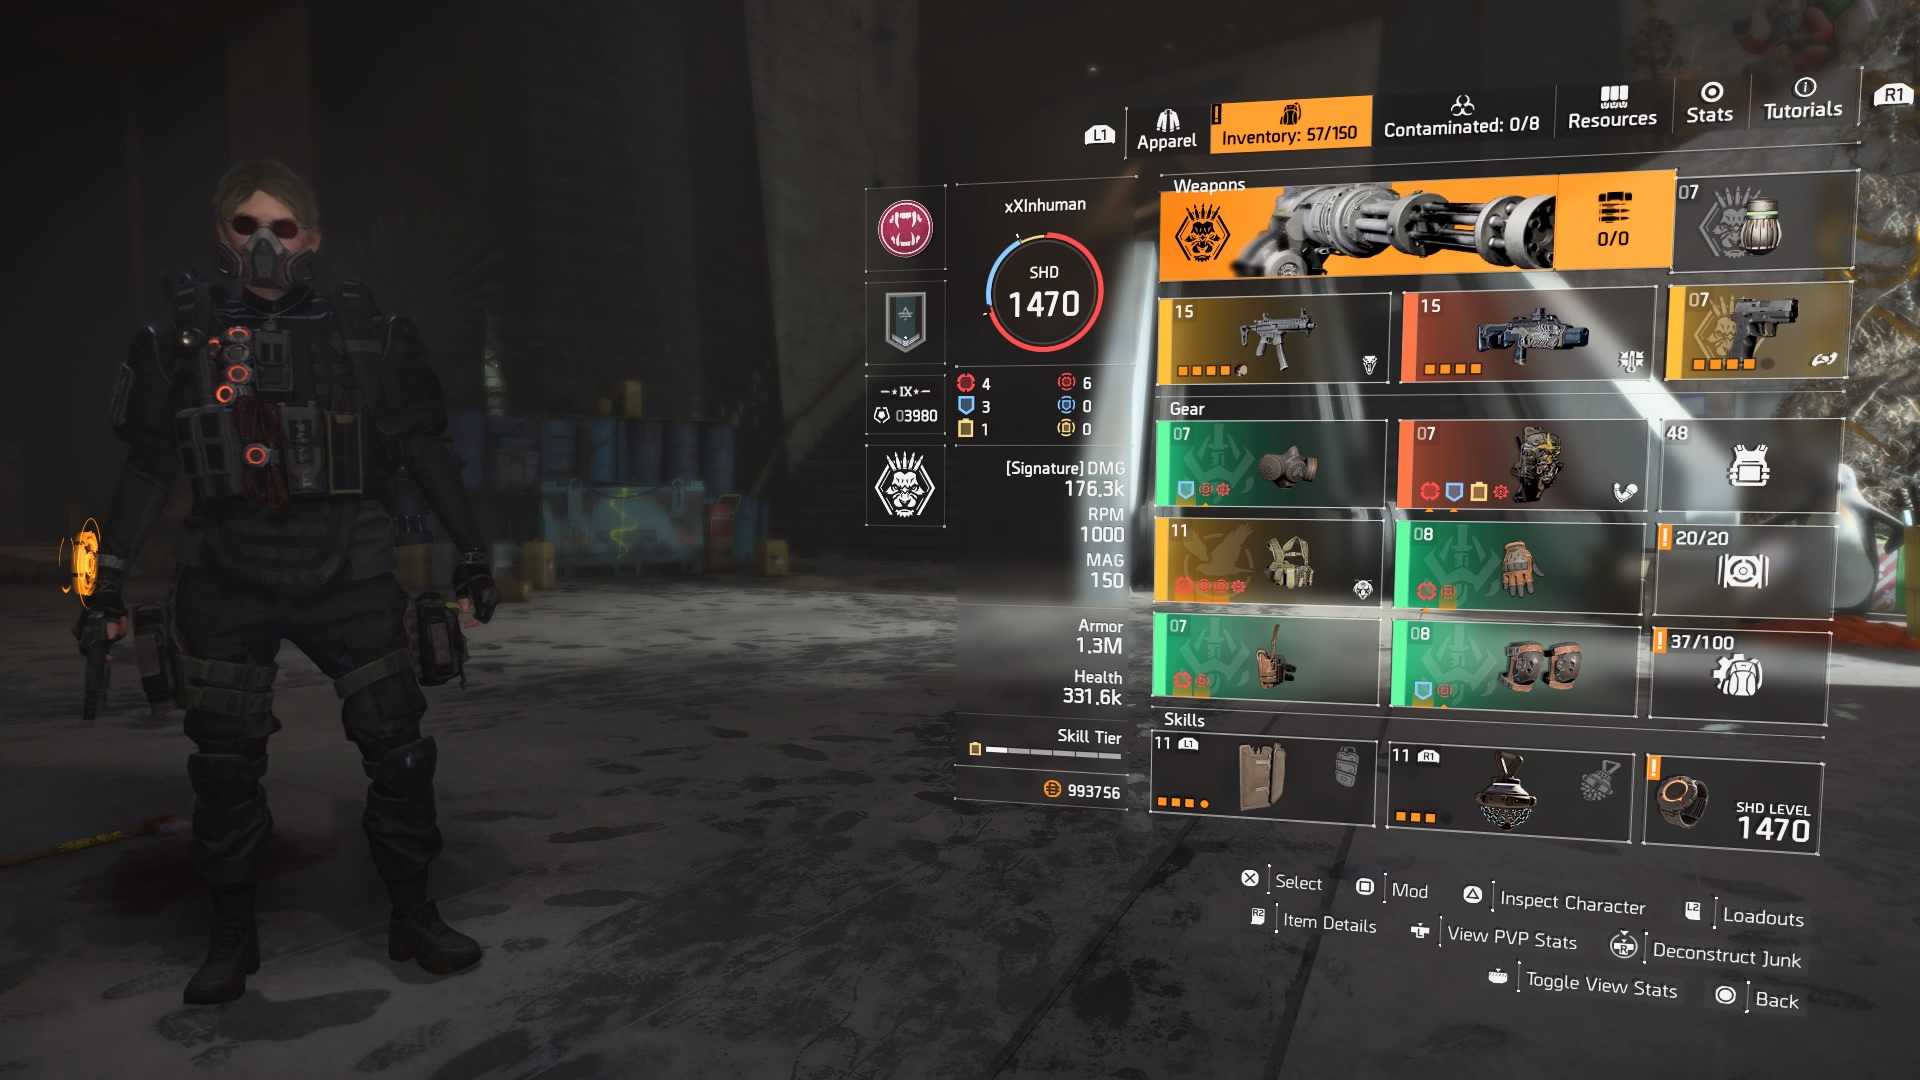 L1
Apparel
Inventory: 57/150
Contaminated: 0/8
Resources
Stats
Tutorials
R1
xXInhuman
SHD
1470
IX
03980
4
6
3
0
1
0
[Signature] DMG
176.3k
RPM
1000
MAG
150
Armor
1.3M
Health
331.6k
Skill Tier
993756
Weapons
0/0
07
15
15
07
Gear
07
07
48
11
08
20/20
07
08
37/100
Skills
11 L1
11 R1
SHD LEVEL
1470
Select
Mod
Inspect Character
L2 Loadouts
R2 Item Details
L View PVP Stats
R Deconstruct Junk
Toggle View Stats
Back